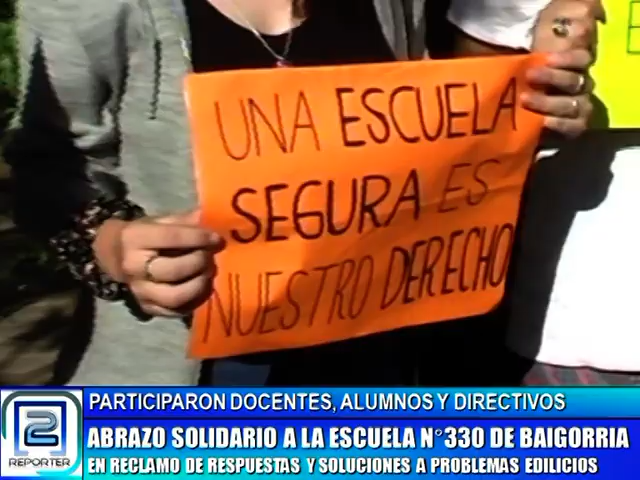 UNA ESCUELA
SEGURA ES
NUESTRO DERECHO
E
PARTICIPARON DOCENTES, ALUMNOS Y DIRECTIVOS
ABRAZO SOLIDARIO A LA ESCUELA N°330 DE BAIGORRIA
EN RECLAMO DE RESPUESTAS Y SOLUCIONES A PROBLEMAS EDILICIOS
2
REPORTER